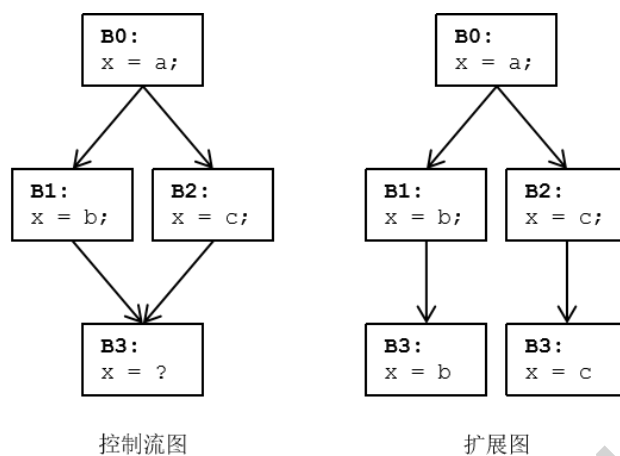 B0:
x = a;
B1:
x = b;
B2:
x = c;
B3:
x = ?
控制流图
B0:
x = a;
B1:
x = b;
B2:
x = c;
B3:
x = b
B3:
x = c
扩展图